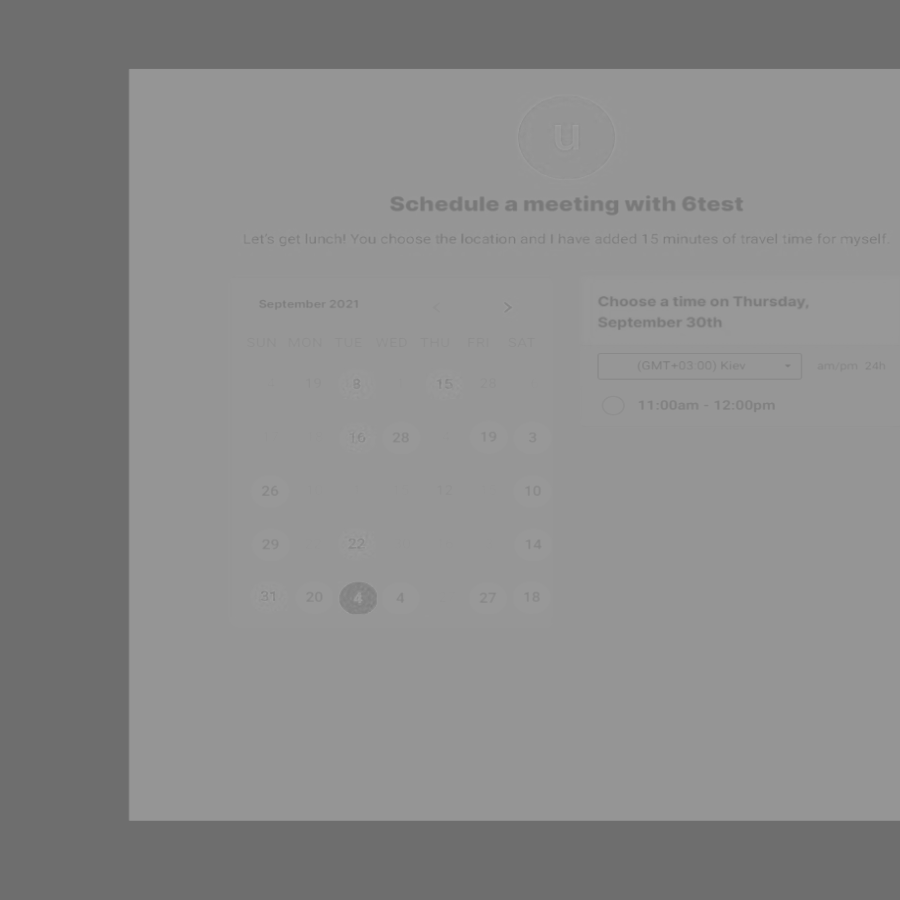 u
Schedule a meeting with 6test
Let's get lunch! You choose the location and I have added 15 minutes of travel time for myself.
September 2021
SUN MON TUE WED THU FRI SAT
19 8 15 28
16 28 19 3
26 12 10
29 22 14
31 20 4 4 27 18
Choose a time on Thursday,
September 30th
(GMT+03:00) Kiev am/pm 24h
11:00am - 12:00pm